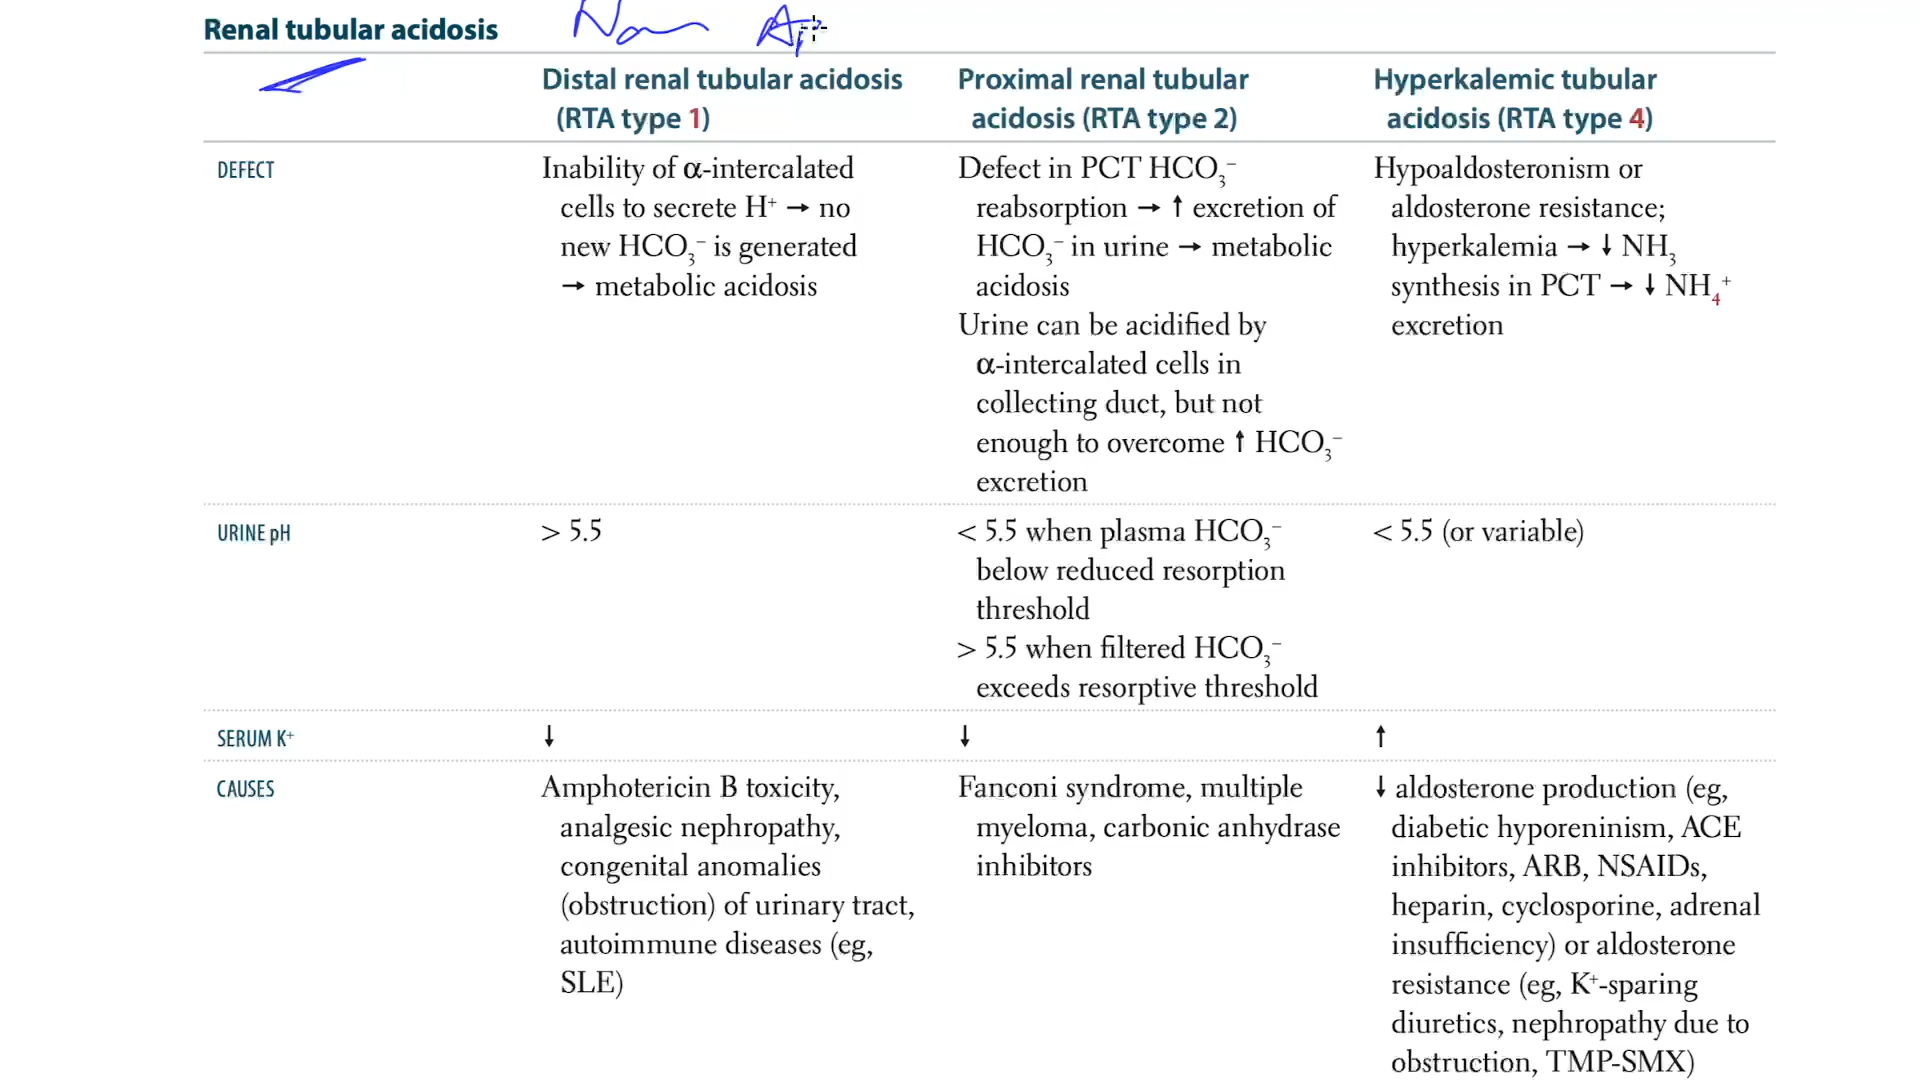 Renal tubular acidosis
Distal renal tubular acidosis
(RTA type 1)
Proximal renal tubular
acidosis (RTA type 2)
Hyperkalemic tubular
acidosis (RTA type 4)
DEFECT
Inability of α-intercalated
cells to secrete H⁺ → no
new HCO₃⁻ is generated
→ metabolic acidosis
Defect in PCT HCO₃⁻
reabsorption → ↑ excretion of
HCO₃⁻ in urine → metabolic
acidosis
Urine can be acidified by
α-intercalated cells in
collecting duct, but not
enough to overcome ↑ HCO₃⁻
excretion
Hypoaldosteronism or
aldosterone resistance;
hyperkalemia → ↓ NH₃
synthesis in PCT → ↓ NH₄⁺
excretion
URINE pH
> 5.5
< 5.5 when plasma HCO₃⁻
below reduced resorption
threshold
> 5.5 when filtered HCO₃⁻
exceeds resorptive threshold
< 5.5 (or variable)
SERUM K⁺
↓
↓
↑
CAUSES
Amphotericin B toxicity,
analgesic nephropathy,
congenital anomalies
(obstruction) of urinary tract,
autoimmune diseases (eg,
SLE)
Fanconi syndrome, multiple
myeloma, carbonic anhydrase
inhibitors
↓ aldosterone production (eg,
diabetic hyporeninism, ACE
inhibitors, ARB, NSAIDs,
heparin, cyclosporine, adrenal
insufficiency) or aldosterone
resistance (eg, K⁺-sparing
diuretics, nephropathy due to
obstruction, TMP-SMX)